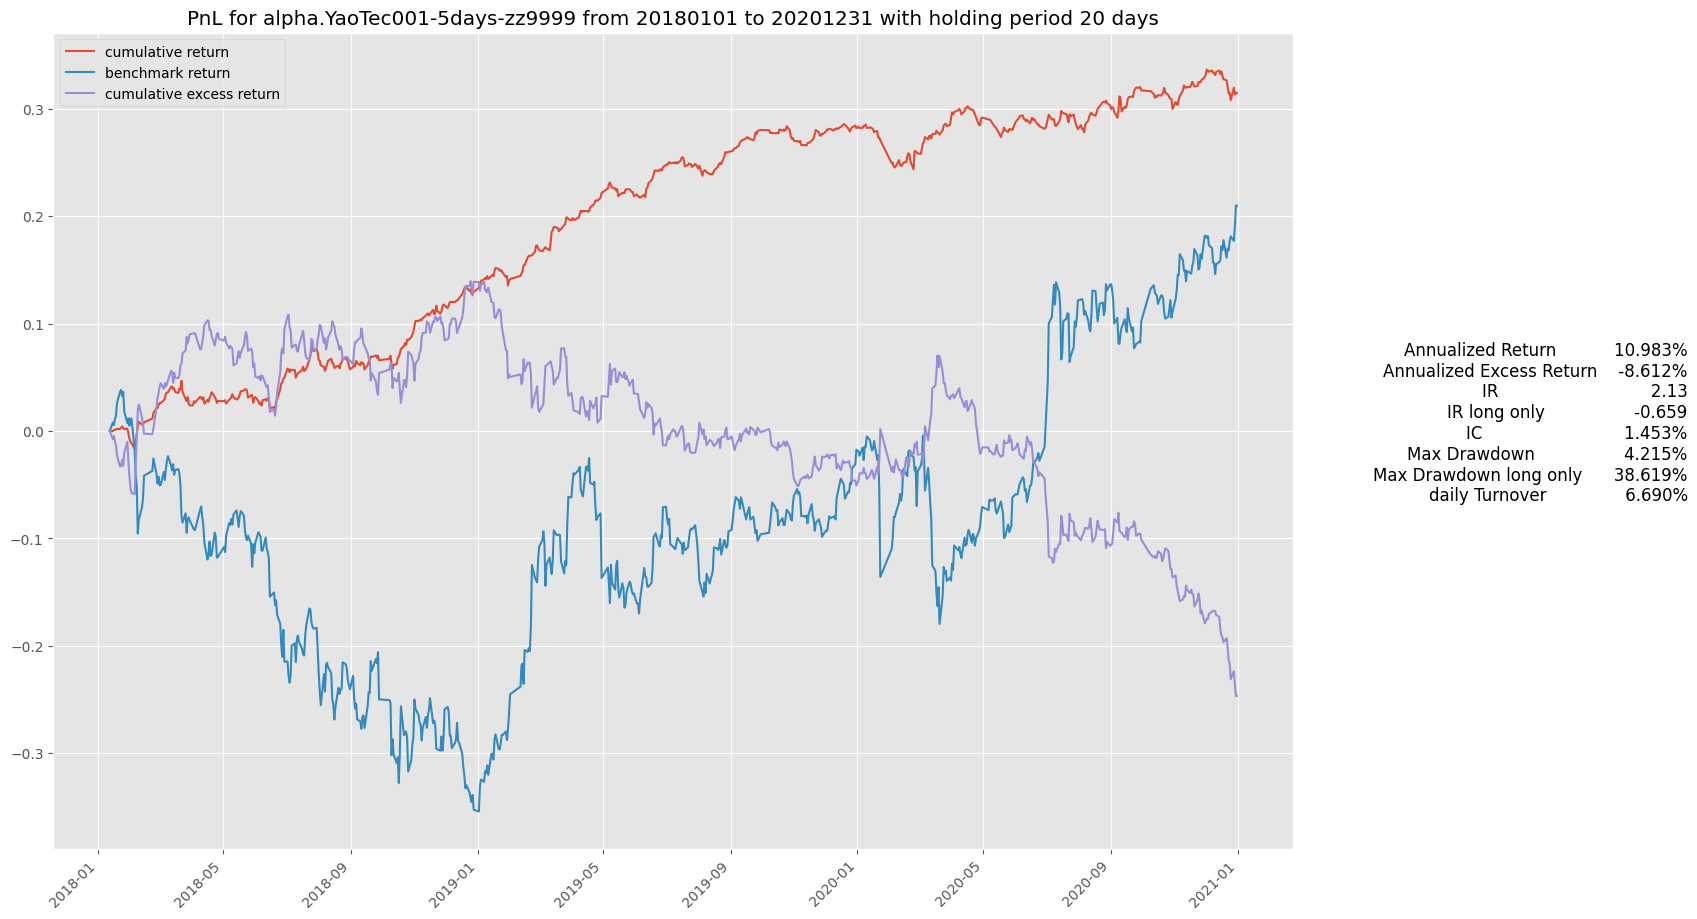 PnL for alpha.YaoTec001-5days-zz9999 from 20180101 to 20201231 with holding period 20 days
cumulative return
benchmark return
cumulative excess return
0.3
0.2
0.1
0.0
−0.1
−0.2
−0.3
2018-01
2018-05
2018-09
2019-01
2019-05
2019-09
2020-01
2020-05
2020-09
2021-01
Annualized Return 10.983%
Annualized Excess Return -8.612%
IR 2.13
IR long only -0.659
IC 1.453%
Max Drawdown 4.215%
Max Drawdown long only 38.619%
daily Turnover 6.690%